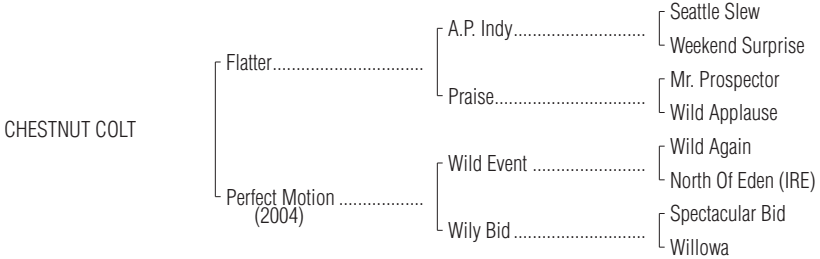 Seattle Slew
A.P. Indy..............................
Weekend Surprise
Flatter..................................
Mr. Prospector
Praise..................................
Wild Applause
CHESTNUT COLT
Wild Again
Wild Event .........................
North Of Eden (IRE)
Perfect Motion ...................
(2004)
Spectacular Bid
Wily Bid..............................
Willowa